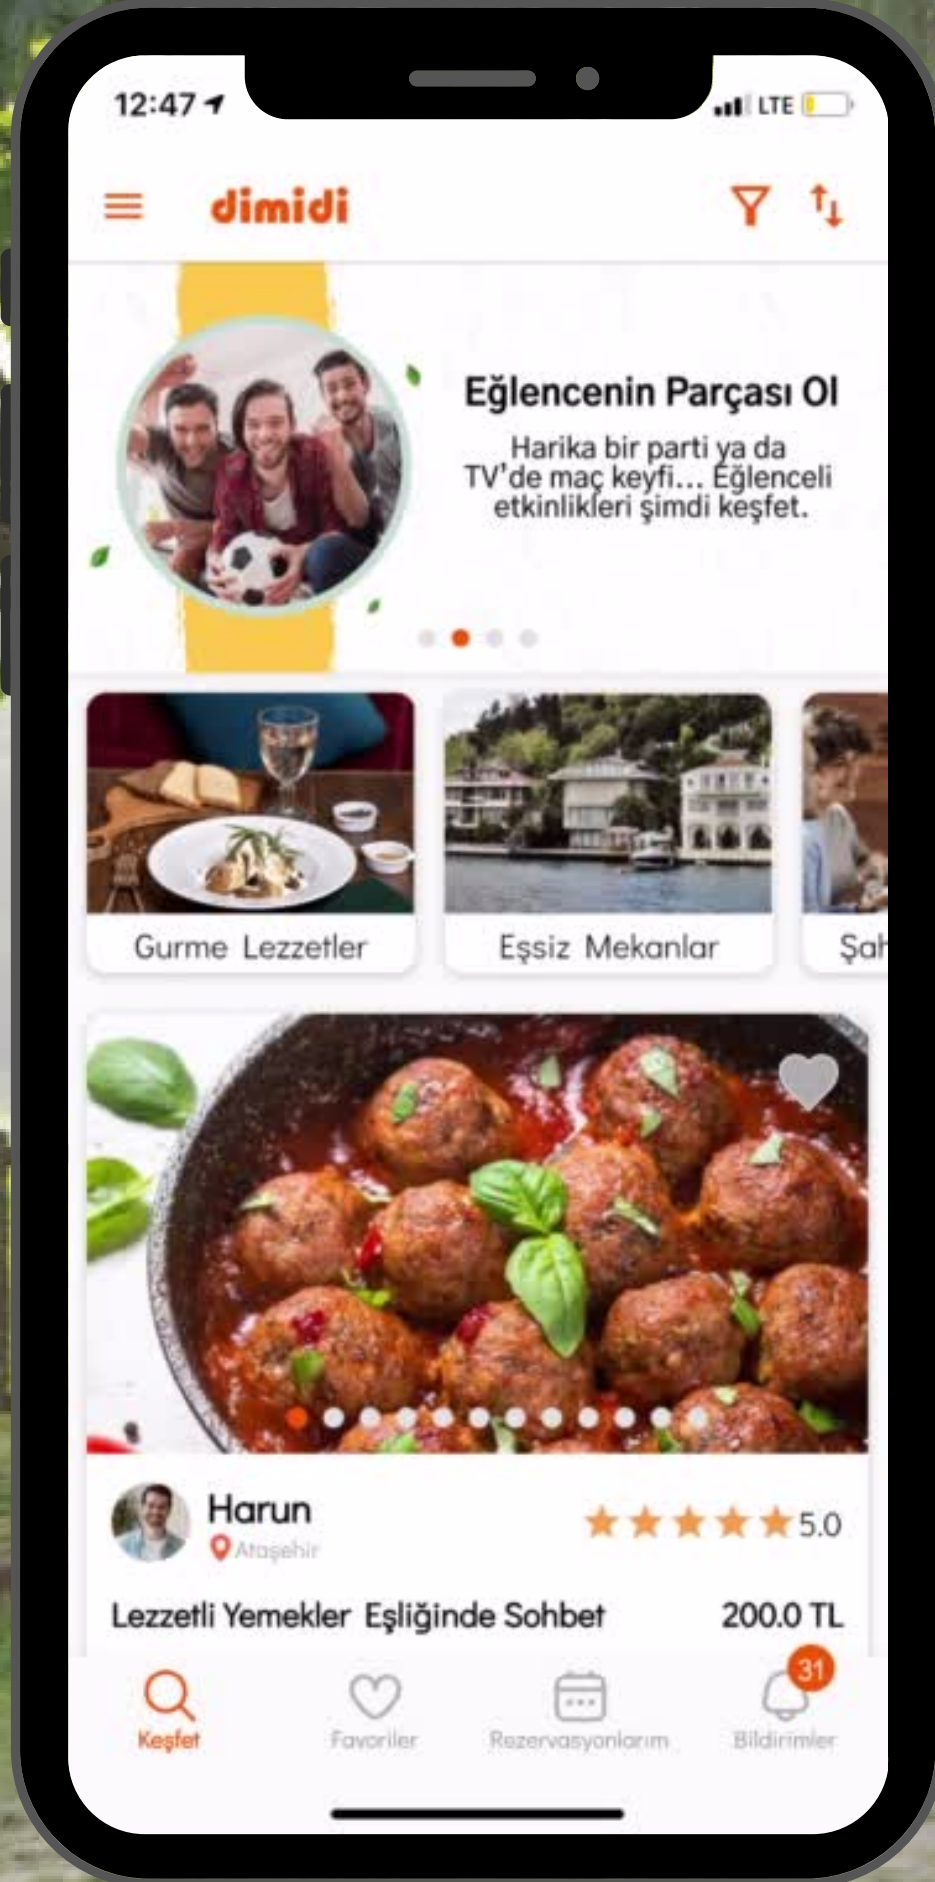 12:47
LTE
dimidi
Eğlencenin Parçası Ol
Harika bir parti ya da
TV'de maç keyfi... Eğlenceli
etkinlikleri şimdi keşfet.
Gurme Lezzetler
Eşsiz Mekanlar
Şah
Harun
5.0
Ataşehir
Lezzetli Yemekler Eşliğinde Sohbet
200.0 TL
31
Keşfet
Favoriler
Rezervasyonlarım
Bildirimler